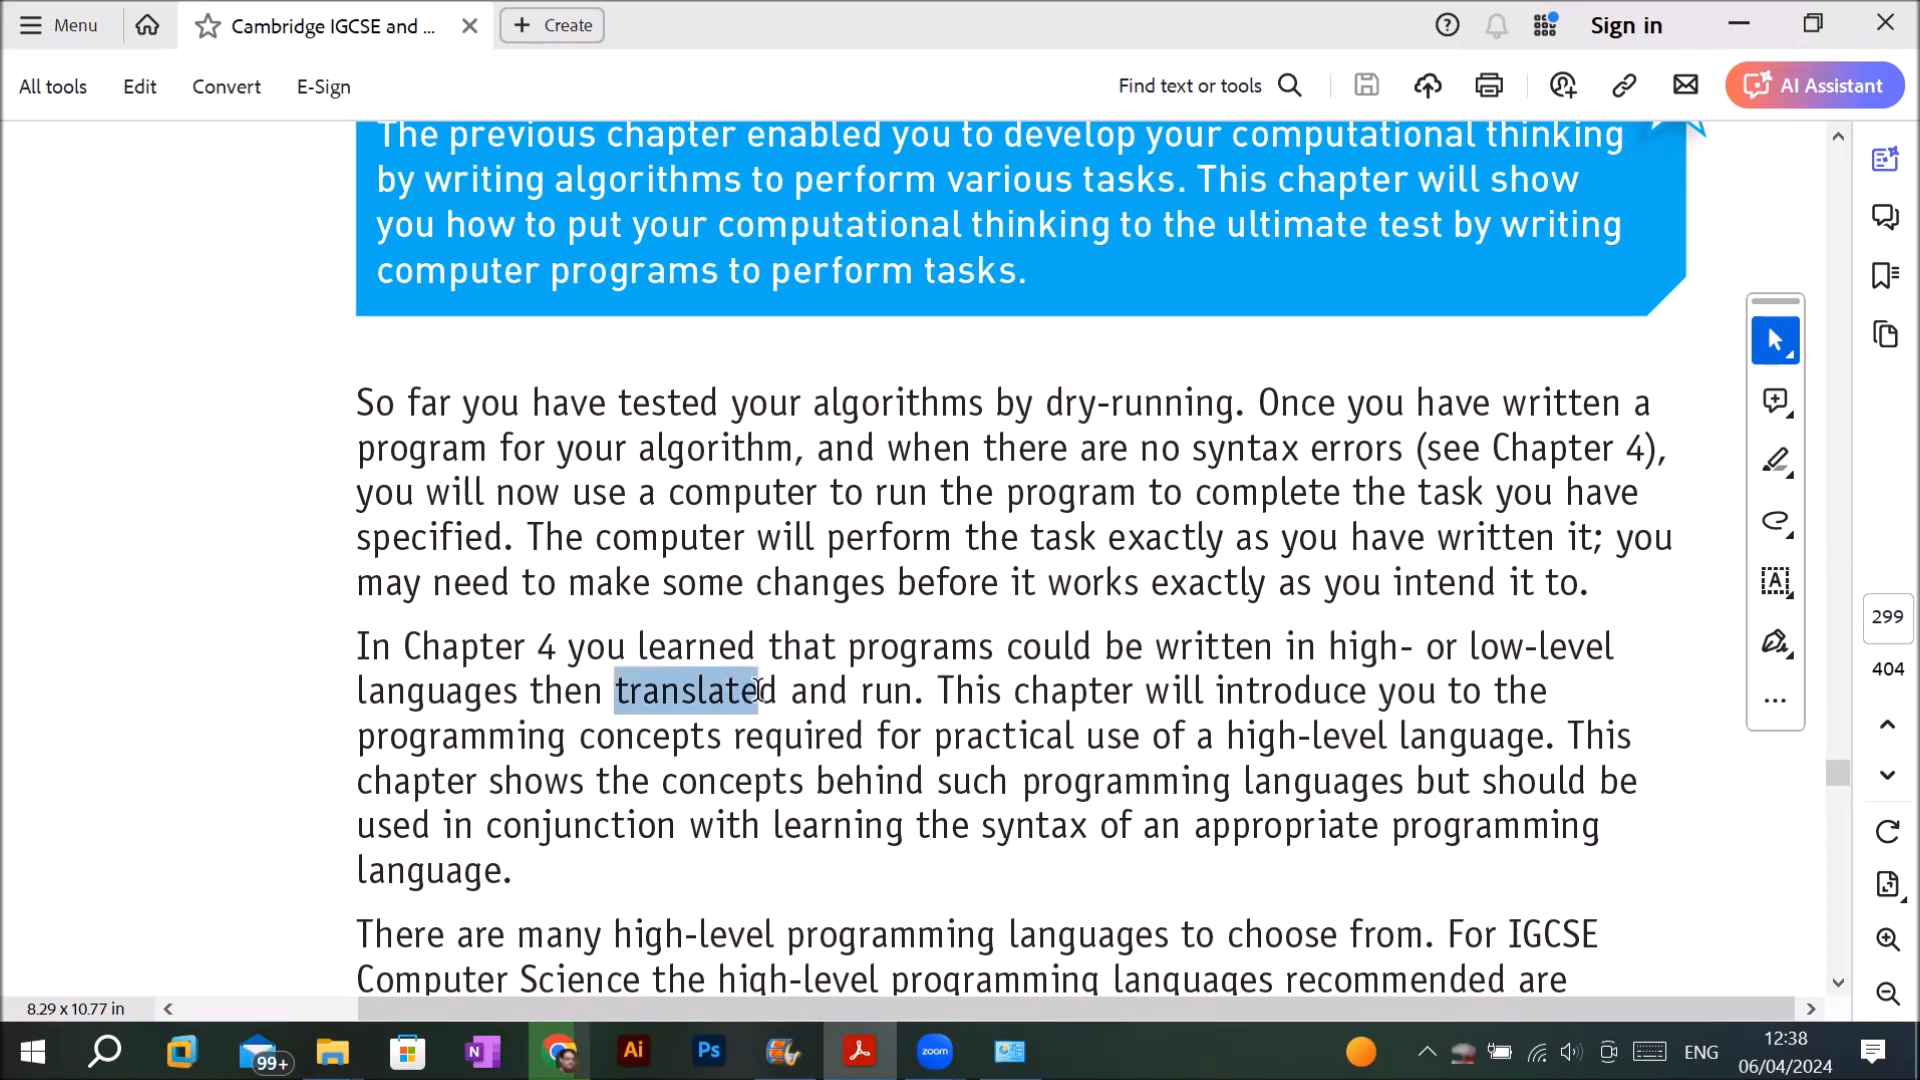 Menu
Cambridge IGCSE and ...
Create
Sign in
All tools
Edit
Convert
E-Sign
Find text or tools
AI Assistant
The previous chapter enabled you to develop your computational thinking
by writing algorithms to perform various tasks. This chapter will show
you how to put your computational thinking to the ultimate test by writing
computer programs to perform tasks.
So far you have tested your algorithms by dry-running. Once you have written a
program for your algorithm, and when there are no syntax errors (see Chapter 4),
you will now use a computer to run the program to complete the task you have
specified. The computer will perform the task exactly as you have written it; you
may need to make some changes before it works exactly as you intend it to.
In Chapter 4 you learned that programs could be written in high- or low-level
languages then translated and run. This chapter will introduce you to the
programming concepts required for practical use of a high-level language. This
chapter shows the concepts behind such programming languages but should be
used in conjunction with learning the syntax of an appropriate programming
language.
There are many high-level programming languages to choose from. For IGCSE
Computer Science the high-level programming languages recommended are
299
404
8.29 x 10.77 in
99+
N
Ai
Ps
zoom
ENG
12:38
06/04/2024